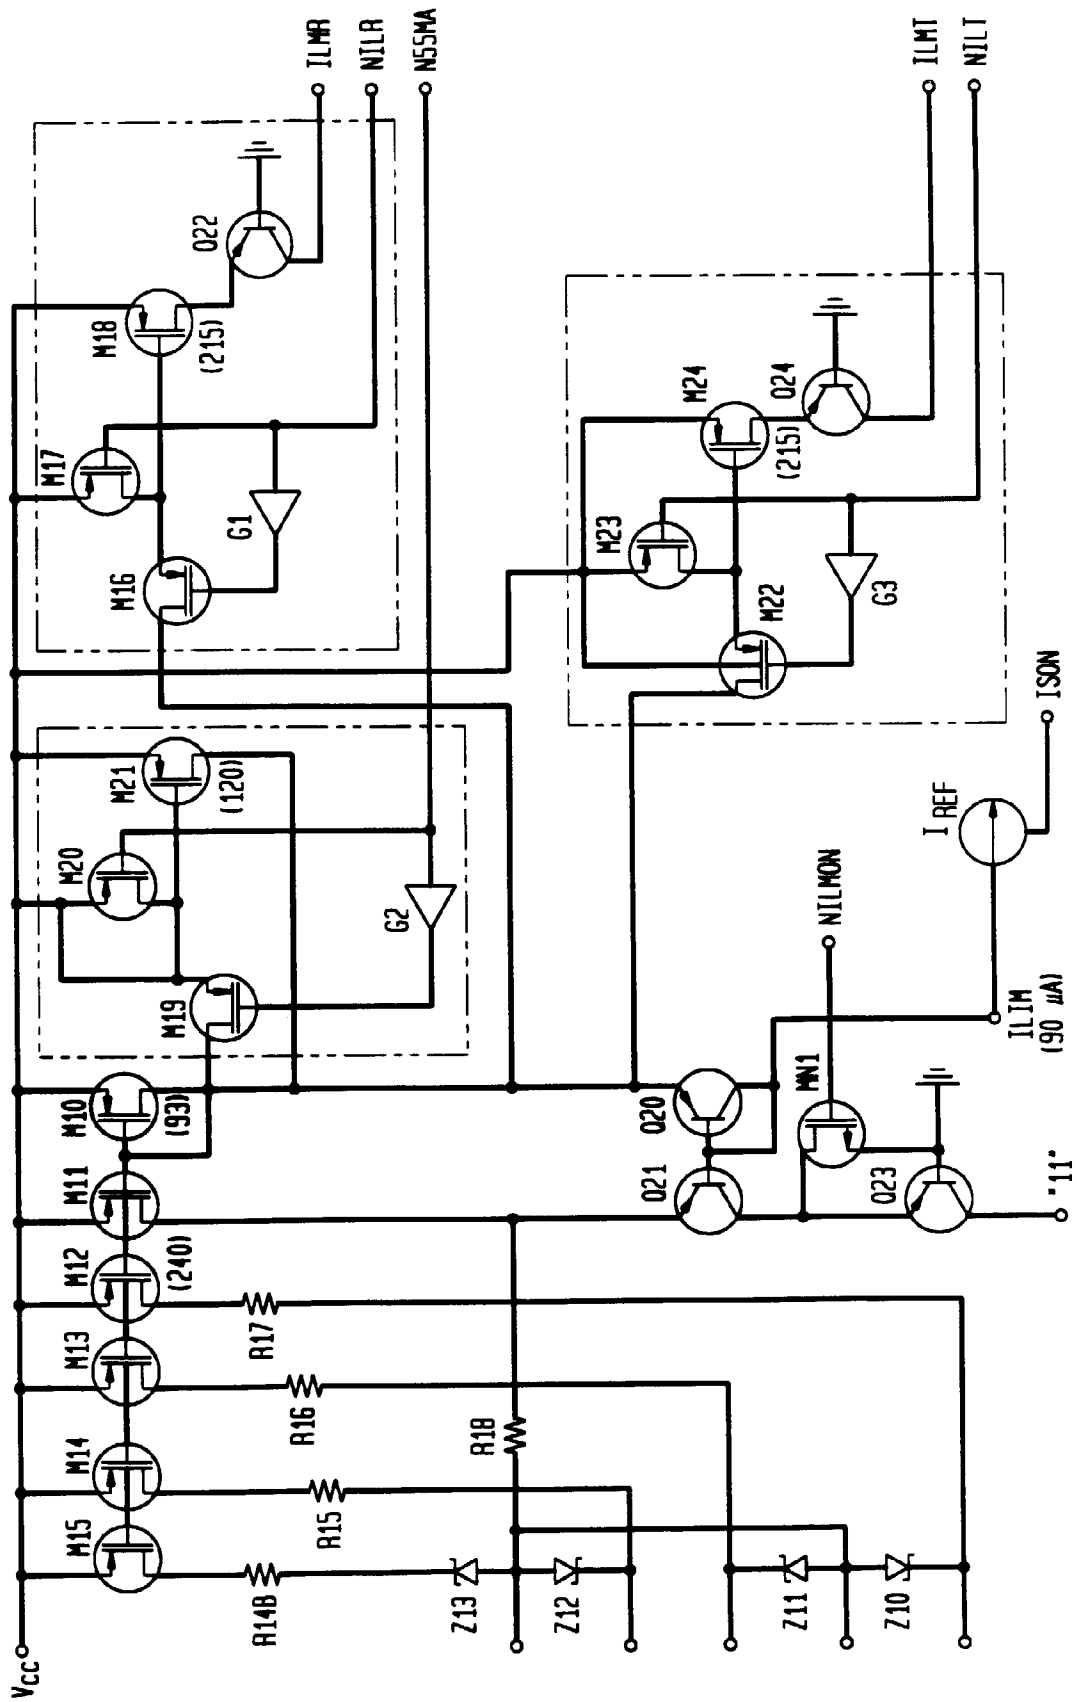 VCC
M15
M14
M13
M12
M11
M10
(240)
(93)
M19
M20
M21
(120)
G2
M16
M17
M18
(215)
G1
Q22
ILMR
NILR
N55MA
R14B
R15
R16
R17
R18
Z13
Z12
Z11
Z10
Q21
Q20
MN1
Q23
"11"
NILMON
ILIM
(90 µA)
IREF
ISON
M22
M23
M24
(215)
G3
Q24
ILMT
NILT